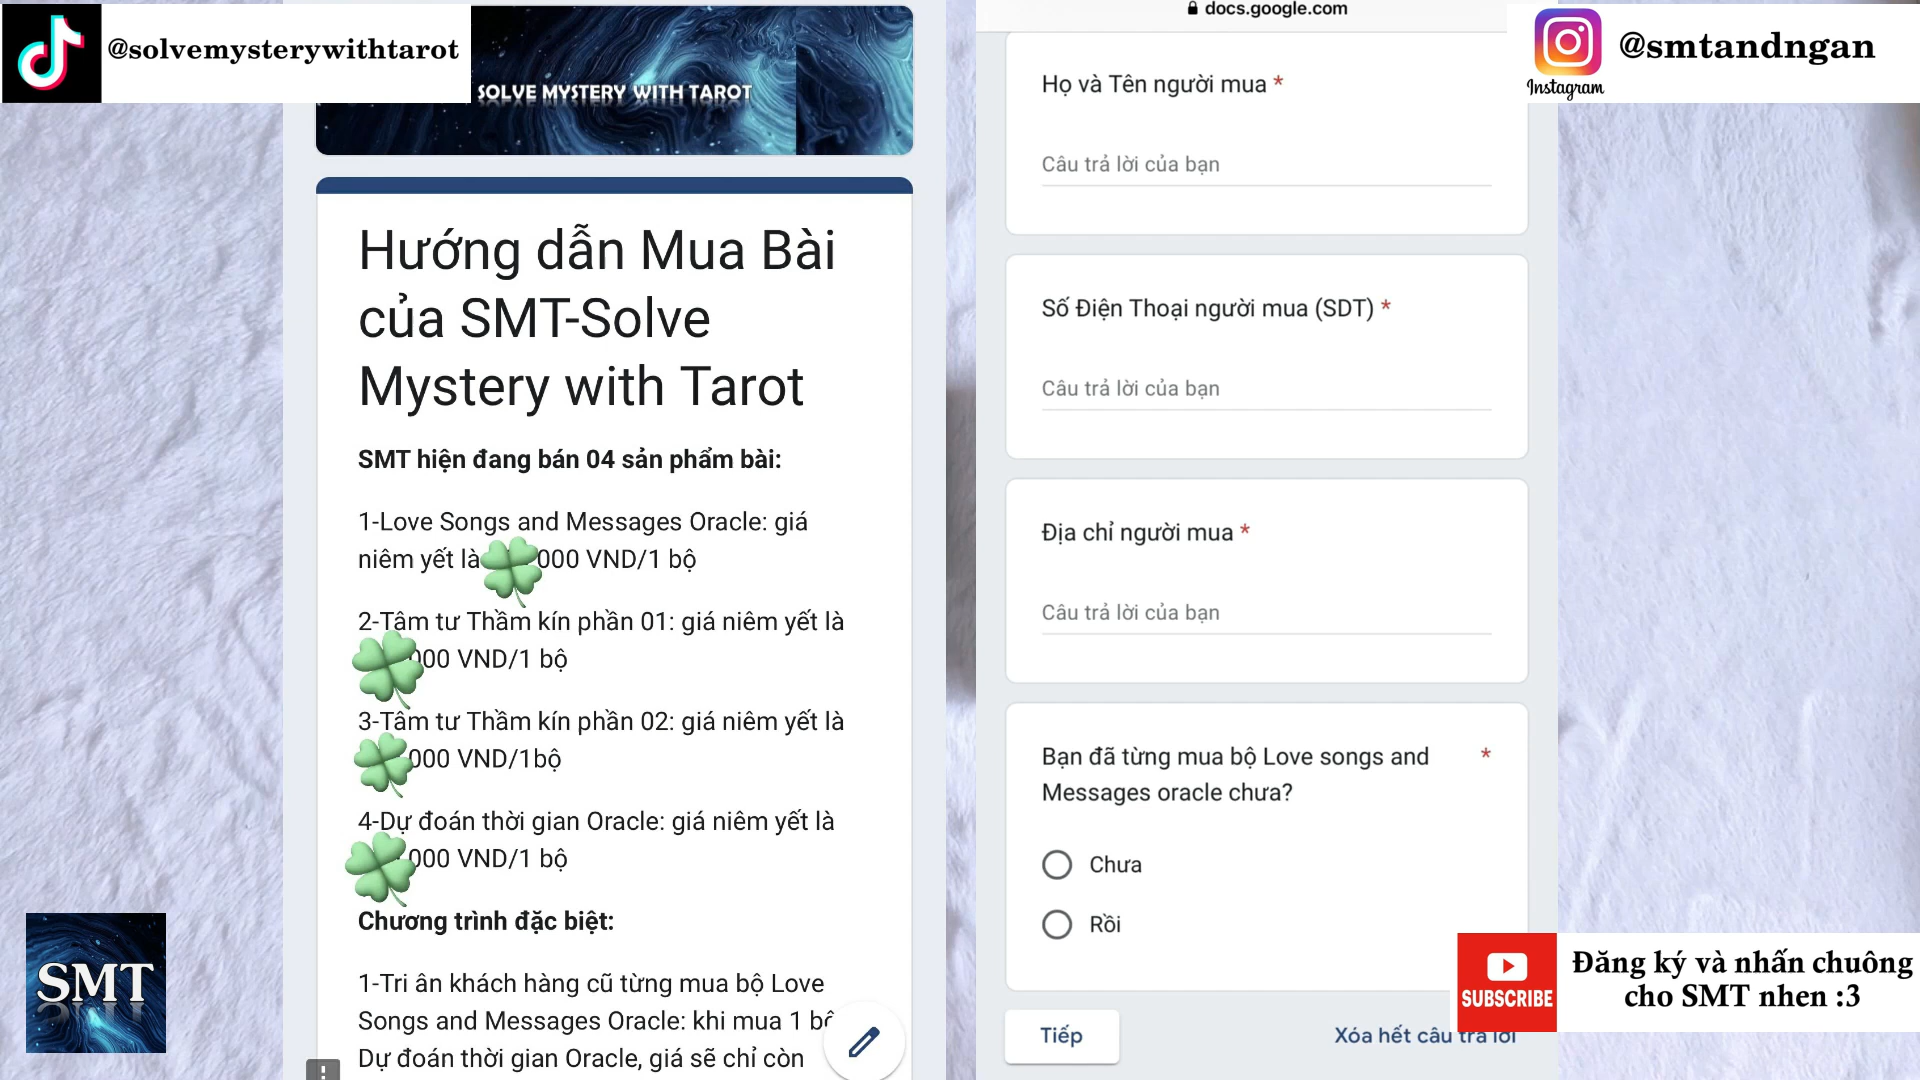 @solvemysterywithtarot
SOLVE MYSTERY WITH TAROT
Hướng dẫn Mua Bài
của SMT-Solve
Mystery with Tarot
SMT hiện đang bán 04 sản phẩm bài:
1-Love Songs and Messages Oracle: giá
niêm yết là 000 VND/1 bộ
2-Tâm tư Thầm kín phần 01: giá niêm yết là
000 VND/1 bộ
3-Tâm tư Thầm kín phần 02: giá niêm yết là
000 VND/1bộ
4-Dự đoán thời gian Oracle: giá niêm yết là
000 VND/1 bộ
Chương trình đặc biệt:
1-Tri ân khách hàng cũ từng mua bộ Love
Songs and Messages Oracle: khi mua 1 bộ
Dự đoán thời gian Oracle, giá sẽ chỉ còn
SMT
docs.google.com
Instagram
@smtandngan
Họ và Tên người mua *
Câu trả lời của bạn
Số Điện Thoại người mua (SDT) *
Câu trả lời của bạn
Địa chỉ người mua *
Câu trả lời của bạn
Bạn đã từng mua bộ Love songs and *
Messages oracle chưa?
Chưa
Rồi
Tiếp
Xóa hết câu trả lời
SUBSCRIBE
Đăng ký và nhấn chuông
cho SMT nhen :3